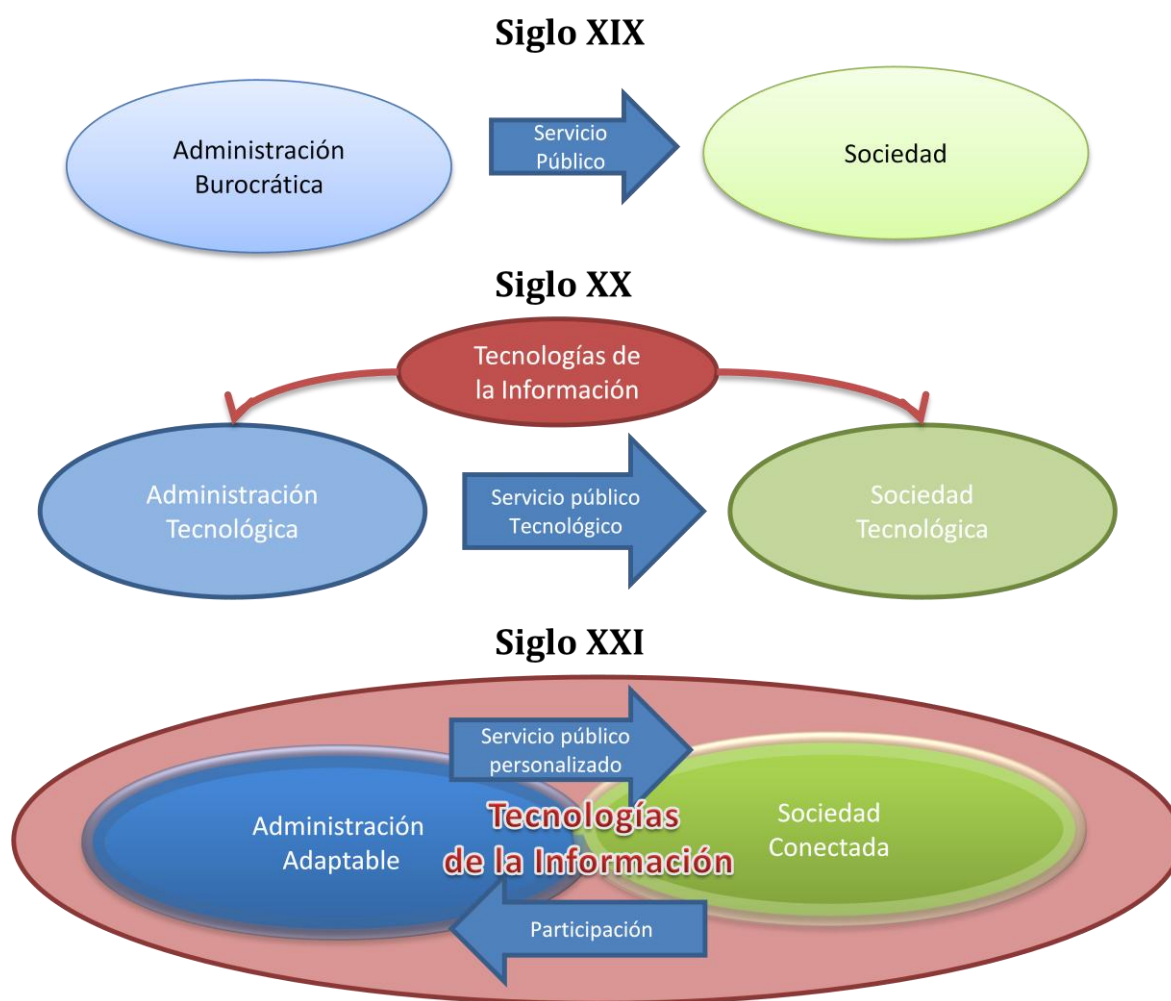 Siglo XIX
Administración
Burocrática
Servicio
Público
Sociedad
Siglo XX
Tecnologías de
la Información
Administración
Tecnológica
Servicio público
Tecnológico
Sociedad
Tecnológica
Siglo XXI
Servicio público
personalizado
Administración
Adaptable
Tecnologías
de la Información
Sociedad
Conectada
Participación